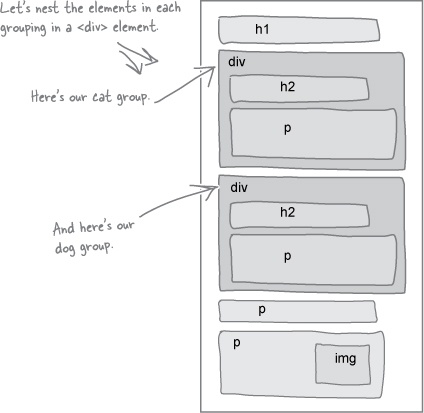 Let's nest the elements in each
grouping in a <div> element.
h1
div
h2
Here's our cat group.
p
div
h2
And here's our
dog group.
p
p
p
img